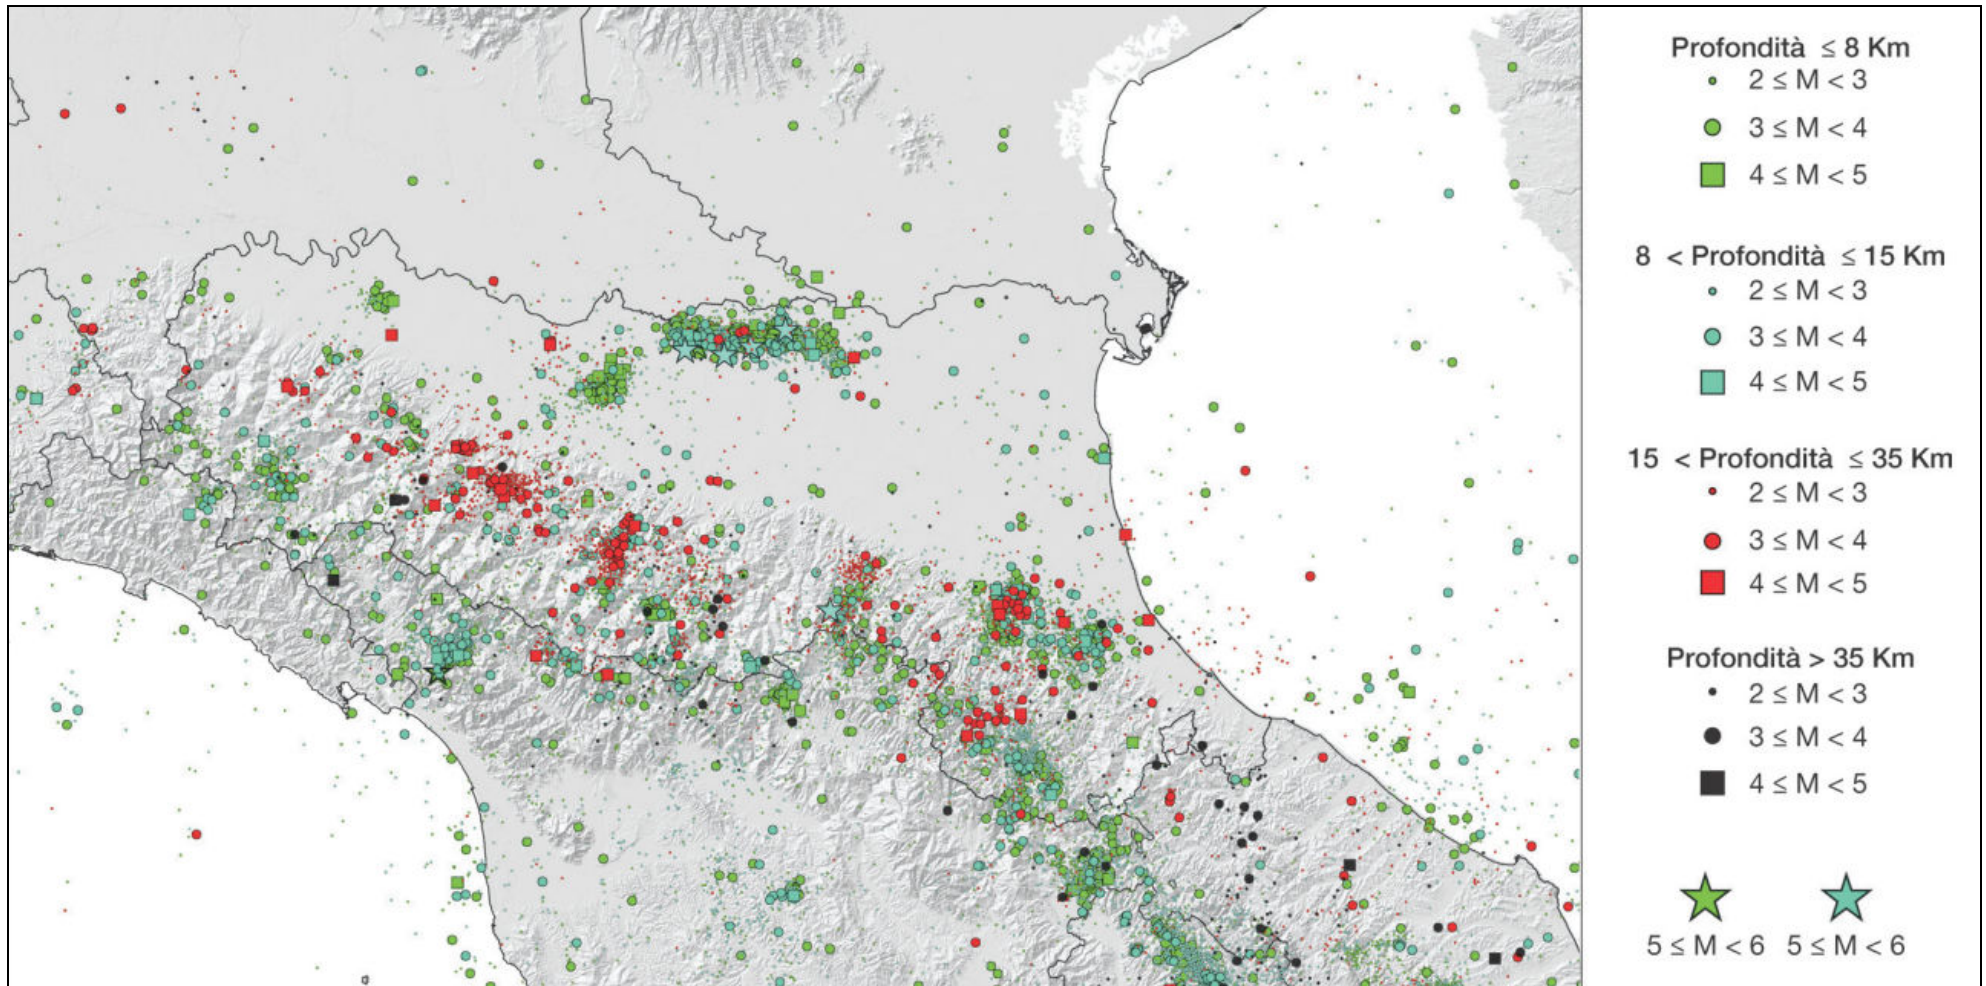 Profondità ≤ 8 Km
2 ≤ M < 3
3 ≤ M < 4
4 ≤ M < 5
8 < Profondità ≤ 15 Km
2 ≤ M < 3
3 ≤ M < 4
4 ≤ M < 5
15 < Profondità ≤ 35 Km
2 ≤ M < 3
3 ≤ M < 4
4 ≤ M < 5
Profondità > 35 Km
2 ≤ M < 3
3 ≤ M < 4
4 ≤ M < 5
5 ≤ M < 6 5 ≤ M < 6